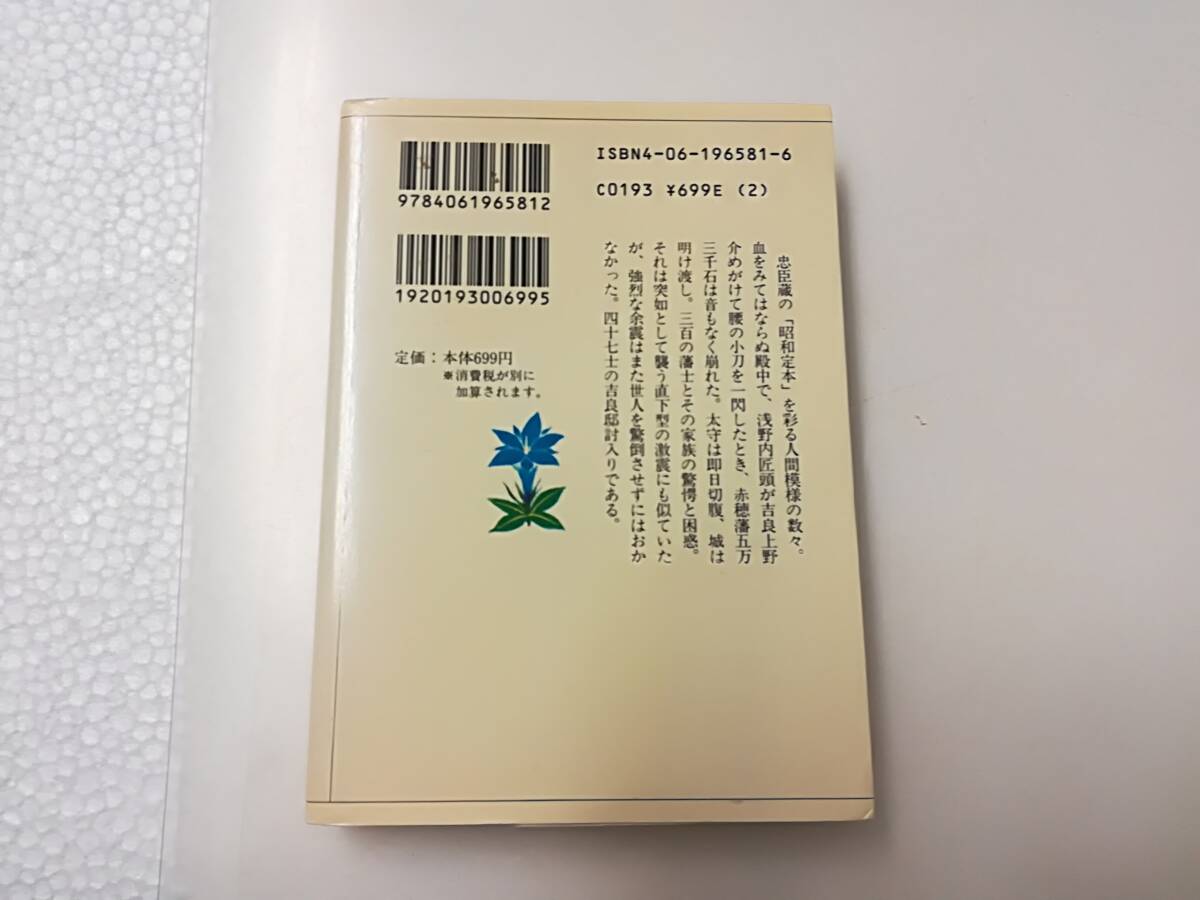 ISBN4-06-196581-6
C0193 ¥699E (2)
9784061965812
1920193006995
定価：本体699円
※消費税が別に
加算されます。
忠臣蔵の「昭和定本」を彩る人間模様の数々。
血をみてはならぬ殿中で、浅野内匠頭が吉良上野
介めがけて腰の小刀を一閃したとき、赤穂藩五万
三千石は音もなく崩れた。太守は即日切腹、城は
明け渡し。三百の藩士とその家族の驚愕と困惑。
それは突如として襲う直下型の激震にも似ていた
が、強烈な余震はまた世人を驚倒させずにはおか
なかった。四十七士の吉良邸討入りである。